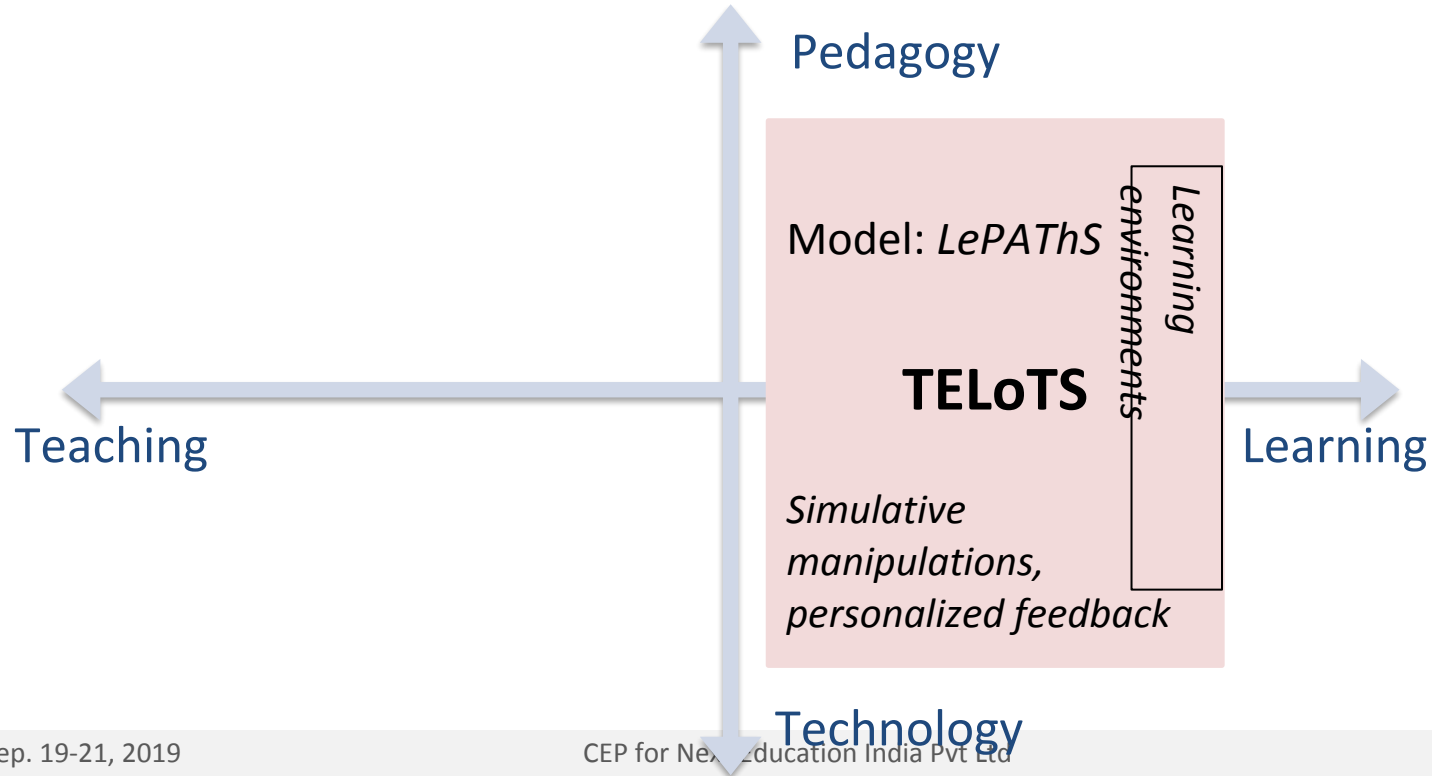 Pedagogy
Model: LePAThS
Learning
environments
TELoTS
Teaching
Learning
Simulative
manipulations,
personalized feedback
Technology
ep. 19-21, 2019
CEP for Nex Education India Pvt Ltd